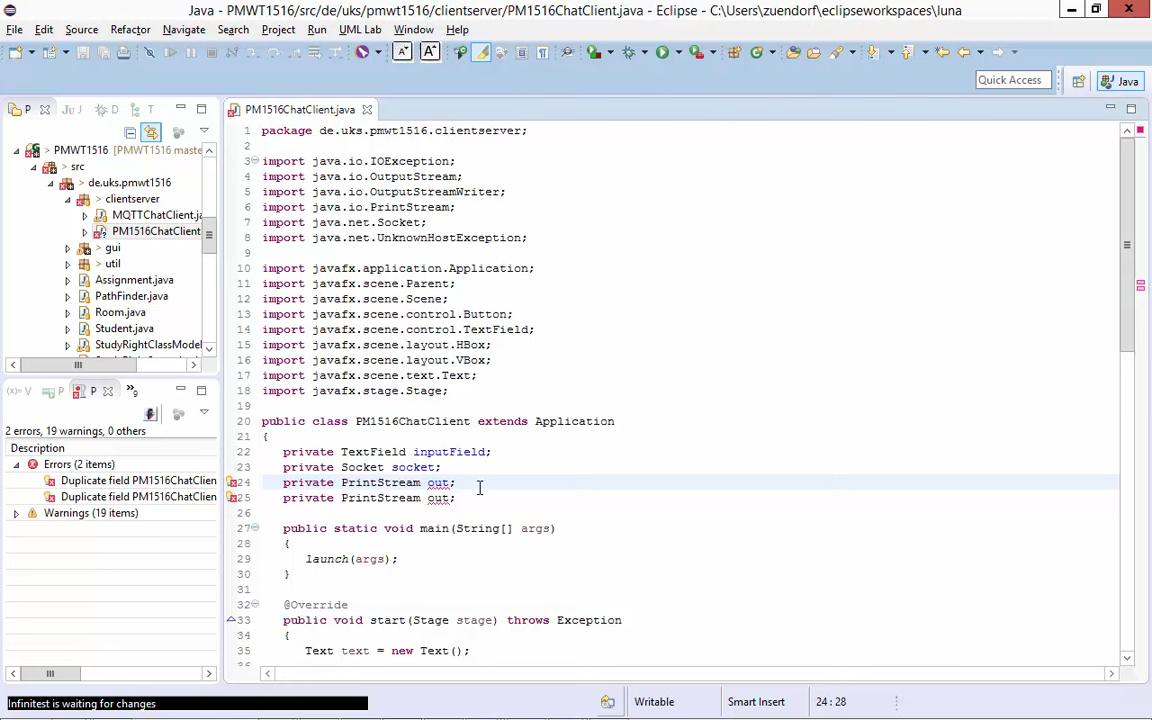 Java - PMWT1516/src/de/uks/pmwt1516/clientserver/PM1516ChatClient.java - Eclipse - C:\Users\zuendorf\eclipseworkspaces\luna
File Edit Source Refactor Navigate Search Project Run UML Lab Window Help
Quick Access Java
P Ju J D T
PM1516ChatClient.java
PMWT1516 [PMWT1516 maste
src
de.uks.pmwt1516
clientserver
MQTTChatClient.ja
PM1516ChatClient
gui
util
Assignment.java
PathFinder.java
Room.java
Student.java
StudyRightClassModel
(x)= V P P 9
2 errors, 19 warnings, 0 others
Description
Errors (2 items)
Duplicate field PM1516ChatClien
Duplicate field PM1516ChatClien
Warnings (19 items)
1 package de.uks.pmwt1516.clientserver;
2
3 import java.io.IOException;
4 import java.io.OutputStream;
5 import java.io.OutputStreamWriter;
6 import java.io.PrintStream;
7 import java.net.Socket;
8 import java.net.UnknownHostException;
9
10 import javafx.application.Application;
11 import javafx.scene.Parent;
12 import javafx.scene.Scene;
13 import javafx.scene.control.Button;
14 import javafx.scene.control.TextField;
15 import javafx.scene.layout.HBox;
16 import javafx.scene.layout.VBox;
17 import javafx.scene.text.Text;
18 import javafx.stage.Stage;
19
20 public class PM1516ChatClient extends Application
21 {
22 private TextField inputField;
23 private Socket socket;
24 private PrintStream out;
25 private PrintStream out;
26
27 public static void main(String[] args)
28 {
29 launch(args);
30 }
31
32 @Override
33 public void start(Stage stage) throws Exception
34 {
35 Text text = new Text();
Infinitest is waiting for changes
Writable Smart Insert 24 : 28